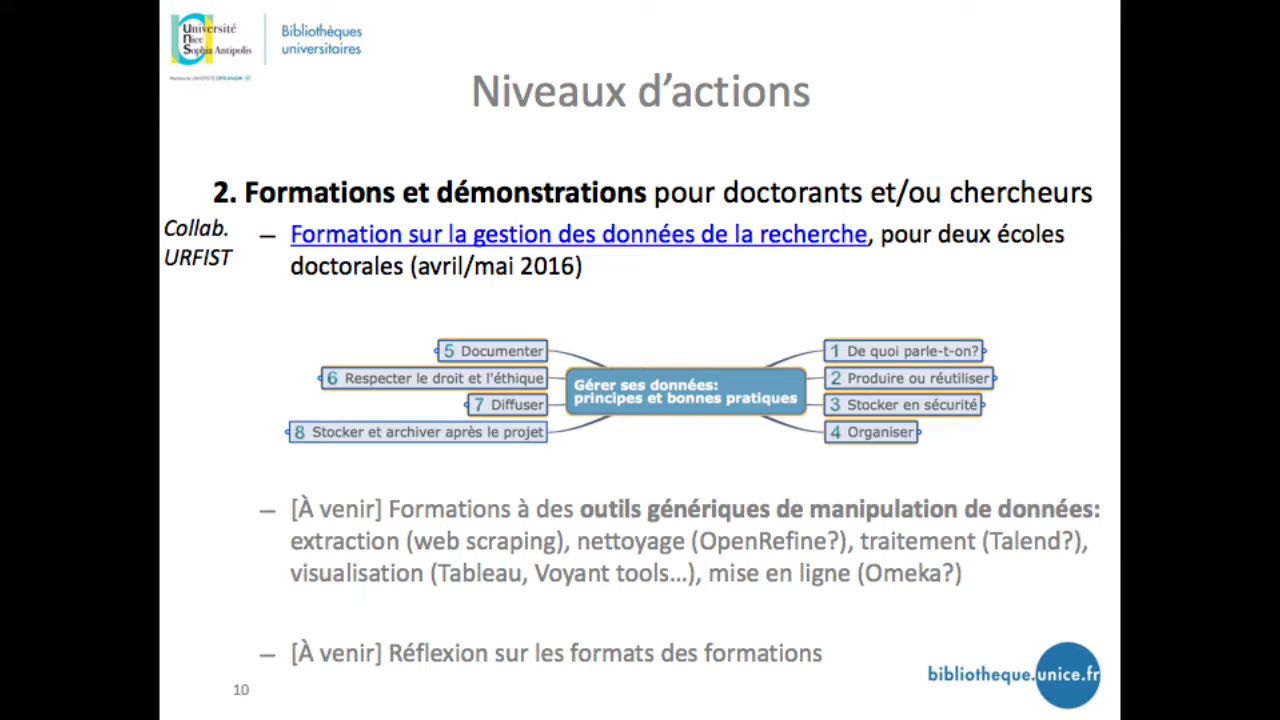 Université
Nice
Sophia Antipolis
Bibliothèques
universitaires
Membre de UNIVERSITÉ CÔTE D'AZUR
Niveaux d’actions
2. Formations et démonstrations pour doctorants et/ou chercheurs
Collab.
URFIST
– Formation sur la gestion des données de la recherche, pour deux écoles
doctorales (avril/mai 2016)
5 Documenter
6 Respecter le droit et l'éthique
7 Diffuser
8 Stocker et archiver après le projet
Gérer ses données:
principes et bonnes pratiques
1 De quoi parle-t-on?
2 Produire ou réutiliser
3 Stocker en sécurité
4 Organiser
– [À venir] Formations à des outils génériques de manipulation de données:
extraction (web scraping), nettoyage (OpenRefine?), traitement (Talend?),
visualisation (Tableau, Voyant tools…), mise en ligne (Omeka?)
– [À venir] Réflexion sur les formats des formations
10
bibliotheque.unice.fr